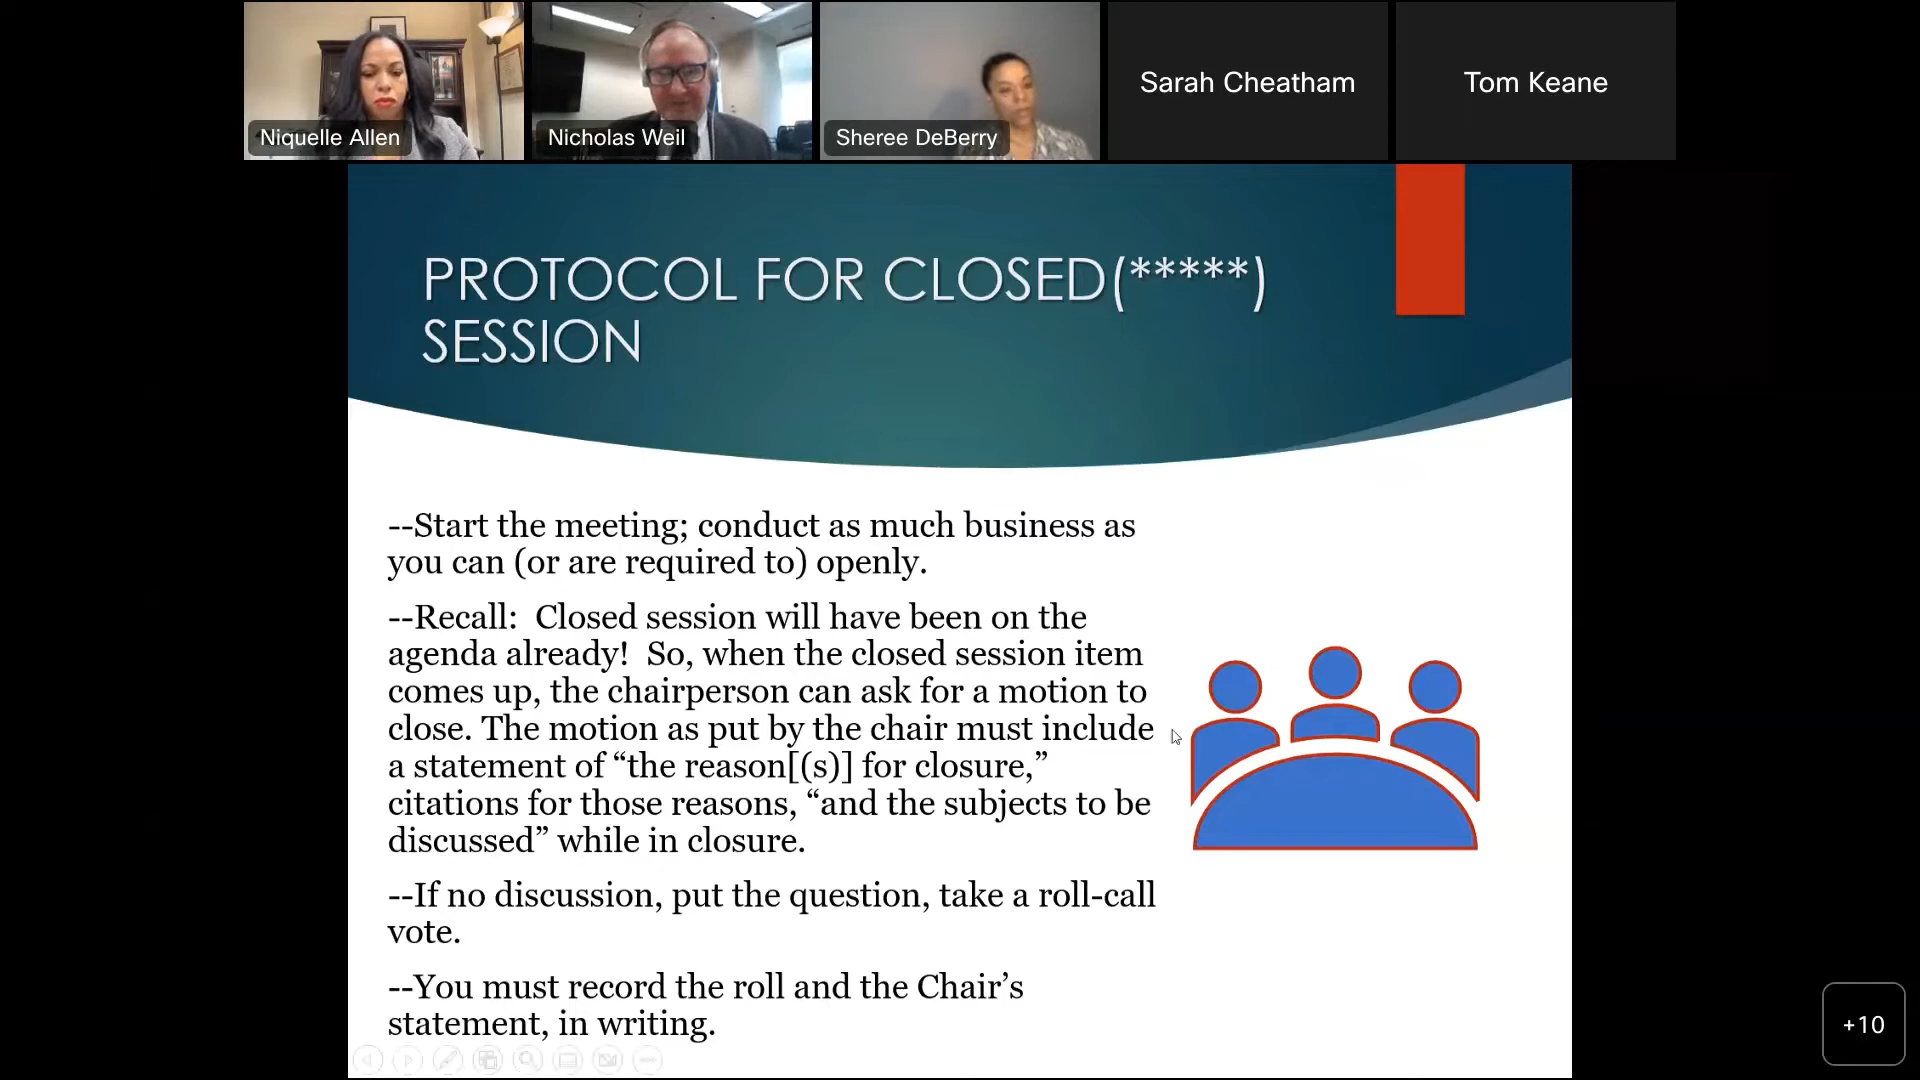 Niquelle Allen
Nicholas Weil
Sheree DeBerry
Sarah Cheatham
Tom Keane
PROTOCOL FOR CLOSED(*****)
SESSION
--Start the meeting; conduct as much business as
you can (or are required to) openly.
--Recall:  Closed session will have been on the
agenda already!  So, when the closed session item
comes up, the chairperson can ask for a motion to
close. The motion as put by the chair must include
a statement of “the reason[(s)] for closure,”
citations for those reasons, “and the subjects to be
discussed” while in closure.
--If no discussion, put the question, take a roll-call
vote.
--You must record the roll and the Chair’s
statement, in writing.
+10